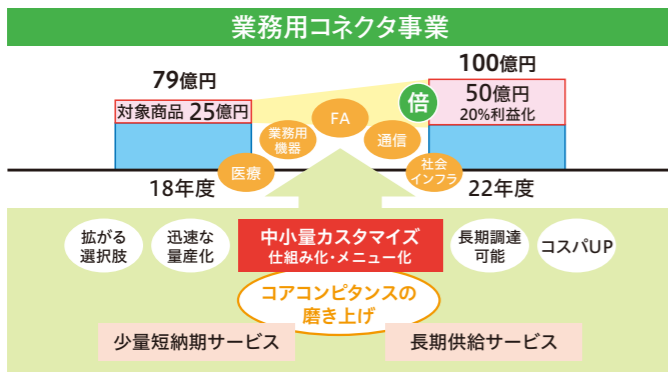 業務用コネクタ事業
79億円
100億円
対象商品 25億円
倍
50億円
20%利益化
FA
業務用
機器
通信
医療
社会
インフラ
18年度
22年度
拡がる
選択肢
迅速な
量産化
中小量カスタマイズ
仕組み化・メニュー化
長期調達
可能
コスパUP
コアコンピタンスの
磨き上げ
少量短納期サービス
長期供給サービス